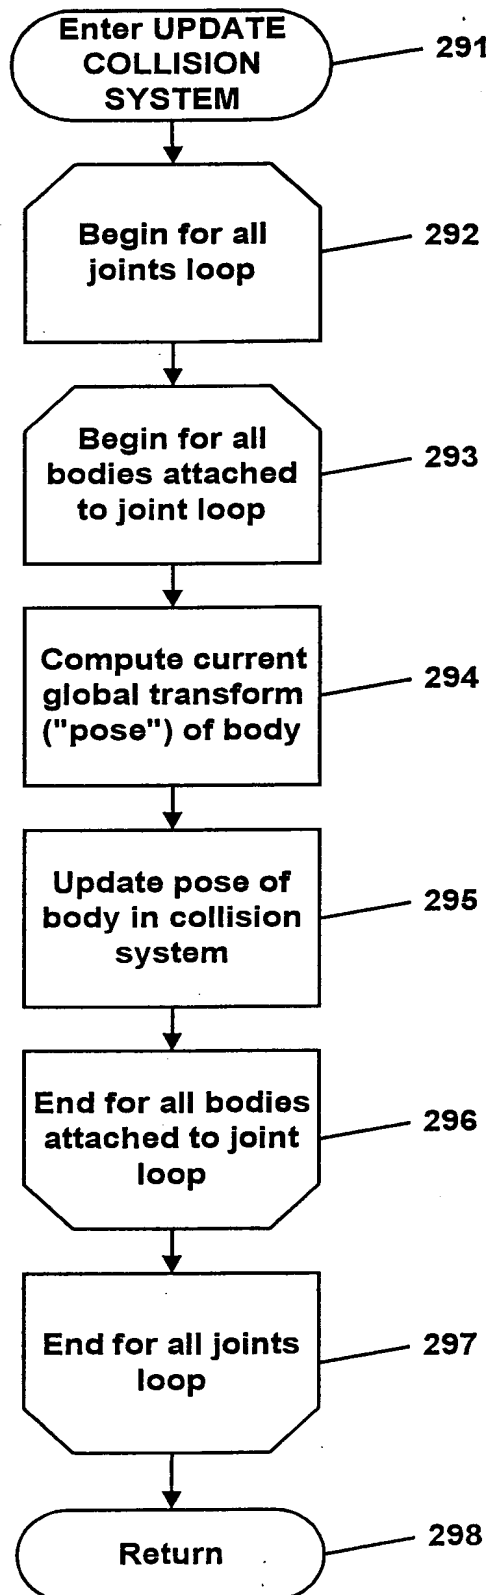 Enter UPDATE
COLLISION
SYSTEM
291
Begin for all
joints loop
292
Begin for all
bodies attached
to joint loop
293
Compute current
global transform
("pose") of body
294
Update pose of
body in collision
system
295
End for all bodies
attached to joint
loop
296
End for all joints
loop
297
Return
298